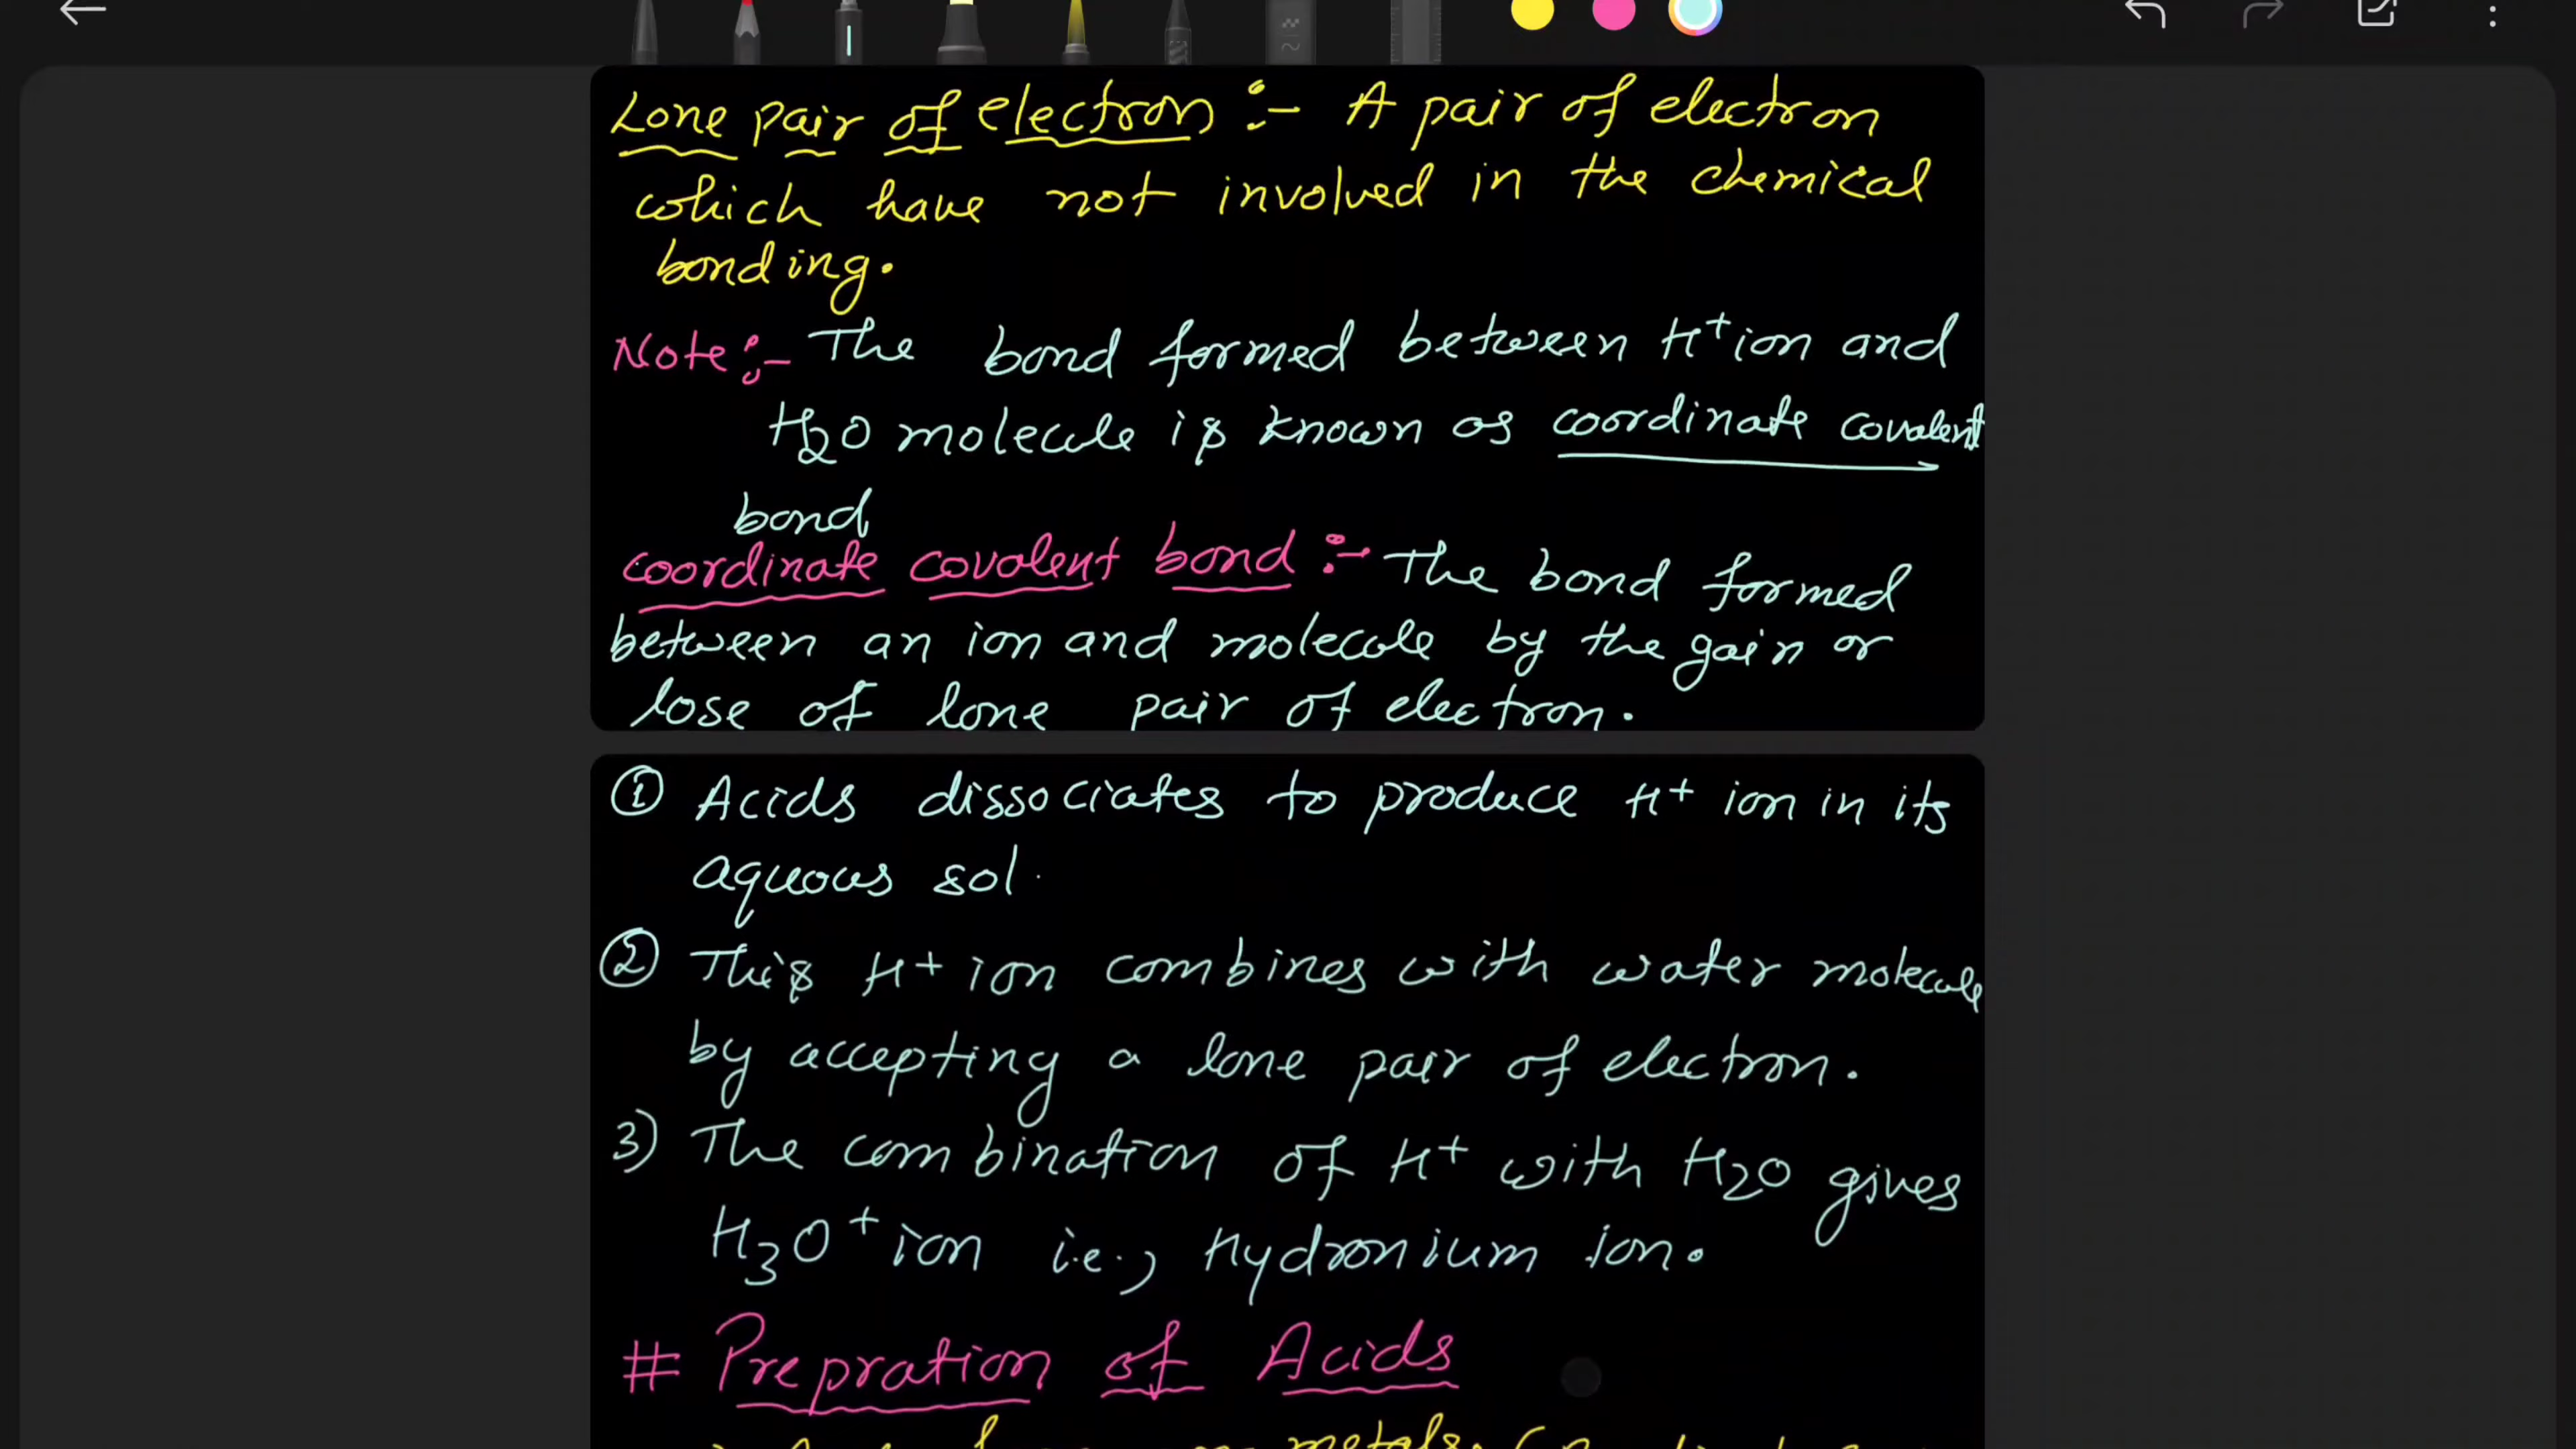 Lone pair of electron :- A pair of electron
which have not involved in the chemical
bonding.
Note :- The bond formed between H+ ion and
H2O molecule is known as coordinate covalent
bond
coordinate covalent bond :- The bond formed
between an ion and molecule by the gain or
lose of lone pair of electron.
① Acids dissociates to produce H+ ion in its
aquous sol.
② This H+ ion combines with water molecule
by accepting a lone pair of electron.
3) The combination of H+ with H2O gives
H3O+ ion i.e., Hydronium ion.
# Prepration of Acids
metals.